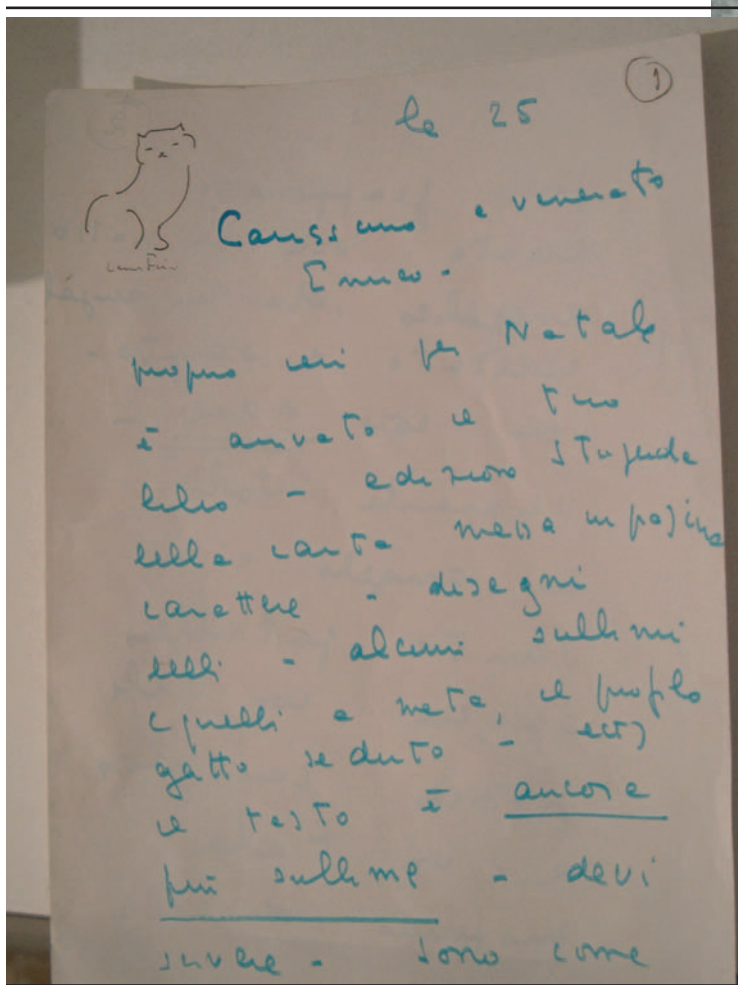 1
le 25
Carissimo e venerato
Enrico -
proprio ieri per Natale
è arrivato il tuo
libro - edizione stupenda
bella carta messa in pagina
carattere - disegni
belli - alcuni sublimi
quelli a metà, il profilo
gatto seduto - ecc)
il testo è ancora
più sublime - devi
scrivere - sono come